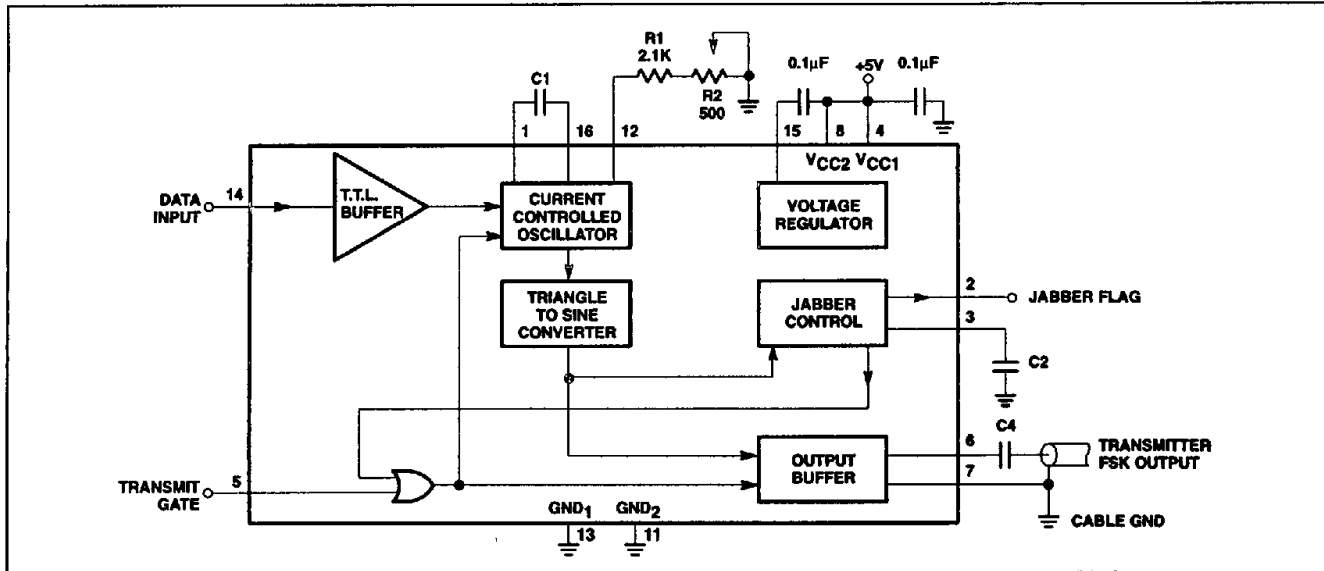 R1
2.1K
R2
500
C1
0.1μF
+5V
0.1μF
1
16
12
15
8
4
VCC2
VCC1
DATA
INPUT
14
T.T.L.
BUFFER
CURRENT
CONTROLLED
OSCILLATOR
VOLTAGE
REGULATOR
TRIANGLE
TO SINE
CONVERTER
JABBER
CONTROL
2
JABBER FLAG
3
C2
TRANSMIT
GATE
5
OUTPUT
BUFFER
6
7
C4
TRANSMITTER
FSK OUTPUT
CABLE GND
GND1
GND2
13
11